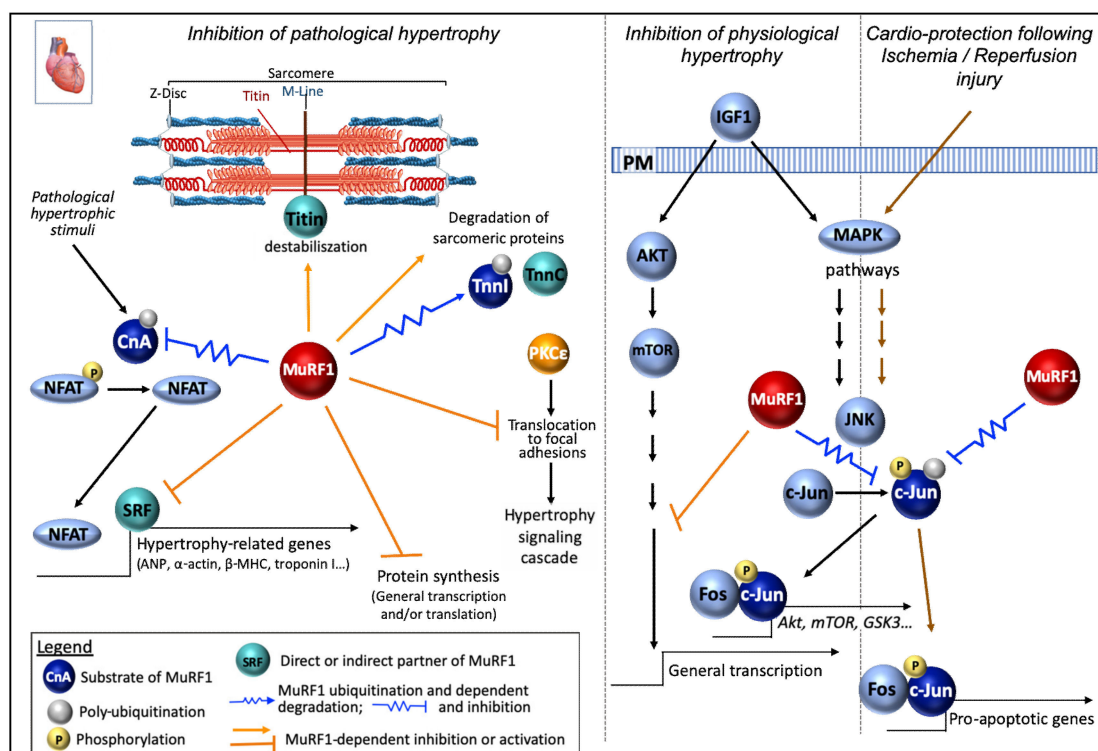 Inhibition of pathological hypertrophy
Sarcomere
Z-Disc
M-Line
Titin
Pathological
hypertrophic
stimuli
Titin
destabiliszation
Degradation of
sarcomeric proteins
TnnI
TnnC
CnA
MuRF1
PKCε
P
NFAT
NFAT
Translocation
to focal
adhesions
SRF
NFAT
Hypertrophy
signaling
cascade
Hypertrophy-related genes
(ANP, α-actin, β-MHC, troponin I...)
Protein synthesis
(General transcription
and/or translation)
Legend
CnA Substrate of MuRF1
Poly-ubiquitination
P Phosphorylation
SRF Direct or indirect partner of MuRF1
MuRF1 ubiquitination and dependent
degradation; and inhibition
MuRF1-dependent inhibition or activation
Inhibition of physiological
hypertrophy
IGF1
PM
AKT
MAPK
pathways
mTOR
MuRF1
JNK
c-Jun
P
c-Jun
P
Fos
c-Jun
Akt, mTOR, GSK3...
General transcription
Cardio-protection following
Ischemia / Reperfusion
injury
MuRF1
P
Fos
c-Jun
Pro-apoptotic genes